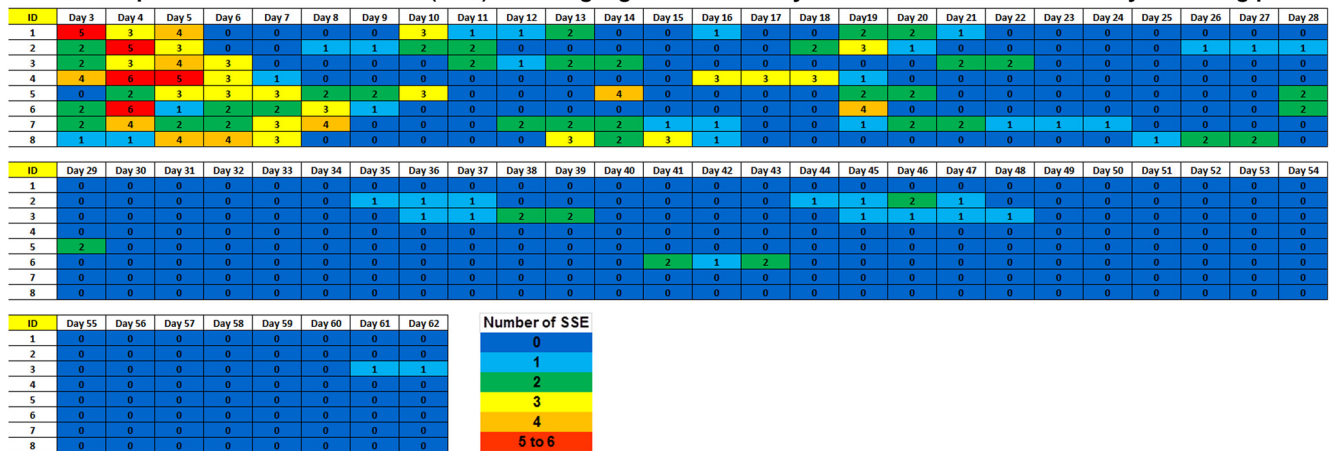 ID Day 3 Day 4 Day 5 Day 6 Day 7 Day 8 Day 9 Day 10 Day 11 Day 12 Day 13 Day 14 Day 15 Day 16 Day 17 Day 18 Day19 Day 20 Day 21 Day 22 Day 23 Day 24 Day 25 Day 26 Day 27 Day 28
1 5 3 4 0 0 0 0 3 1 1 2 0 0 1 0 0 2 2 1 0 0 0 0 0 0 0
2 2 5 3 0 0 1 1 2 2 0 0 0 0 0 0 2 3 1 0 0 0 0 0 1 1 1
3 2 3 4 3 0 0 0 0 2 1 2 2 0 0 0 0 0 0 2 2 0 0 0 0 0 0
4 4 6 5 3 1 0 0 0 0 0 0 0 0 3 3 3 1 0 0 0 0 0 0 0 0 0
5 0 2 3 3 3 2 2 3 0 0 0 4 0 0 0 0 2 2 0 0 0 0 0 0 0 2
6 2 6 1 2 2 3 1 0 0 0 0 0 0 0 0 0 4 0 0 0 0 0 0 0 0 2
7 2 4 2 2 3 4 0 0 0 2 2 2 1 1 0 0 1 2 2 1 1 1 0 0 0 0
8 1 1 4 4 3 0 0 0 0 0 3 2 3 1 0 0 0 0 0 0 0 0 1 2 2 0
ID Day 29 Day 30 Day 31 Day 32 Day 33 Day 34 Day 35 Day 36 Day 37 Day 38 Day 39 Day 40 Day 41 Day 42 Day 43 Day 44 Day 45 Day 46 Day 47 Day 48 Day 49 Day 50 Day 51 Day 52 Day 53 Day 54
1 0 0 0 0 0 0 0 0 0 0 0 0 0 0 0 0 0 0 0 0 0 0 0 0 0 0
2 0 0 0 0 0 0 1 1 1 0 0 0 0 0 0 1 1 2 1 0 0 0 0 0 0 0
3 0 0 0 0 0 0 0 1 1 2 2 0 0 0 0 0 1 1 1 1 0 0 0 0 0 0
4 0 0 0 0 0 0 0 0 0 0 0 0 0 0 0 0 0 0 0 0 0 0 0 0 0 0
5 2 0 0 0 0 0 0 0 0 0 0 0 0 0 0 0 0 0 0 0 0 0 0 0 0 0
6 0 0 0 0 0 0 0 0 0 0 0 0 2 1 2 0 0 0 0 0 0 0 0 0 0 0
7 0 0 0 0 0 0 0 0 0 0 0 0 0 0 0 0 0 0 0 0 0 0 0 0 0 0
8 0 0 0 0 0 0 0 0 0 0 0 0 0 0 0 0 0 0 0 0 0 0 0 0 0 0
ID Day 55 Day 56 Day 57 Day 58 Day 59 Day 60 Day 61 Day 62
1 0 0 0 0 0 0 0 0
2 0 0 0 0 0 0 0 0
3 0 0 0 0 0 0 1 1
4 0 0 0 0 0 0 0 0
5 0 0 0 0 0 0 0 0
6 0 0 0 0 0 0 0 0
7 0 0 0 0 0 0 0 0
8 0 0 0 0 0 0 0 0
Number of SSE
0
1
2
3
4
5 to 6